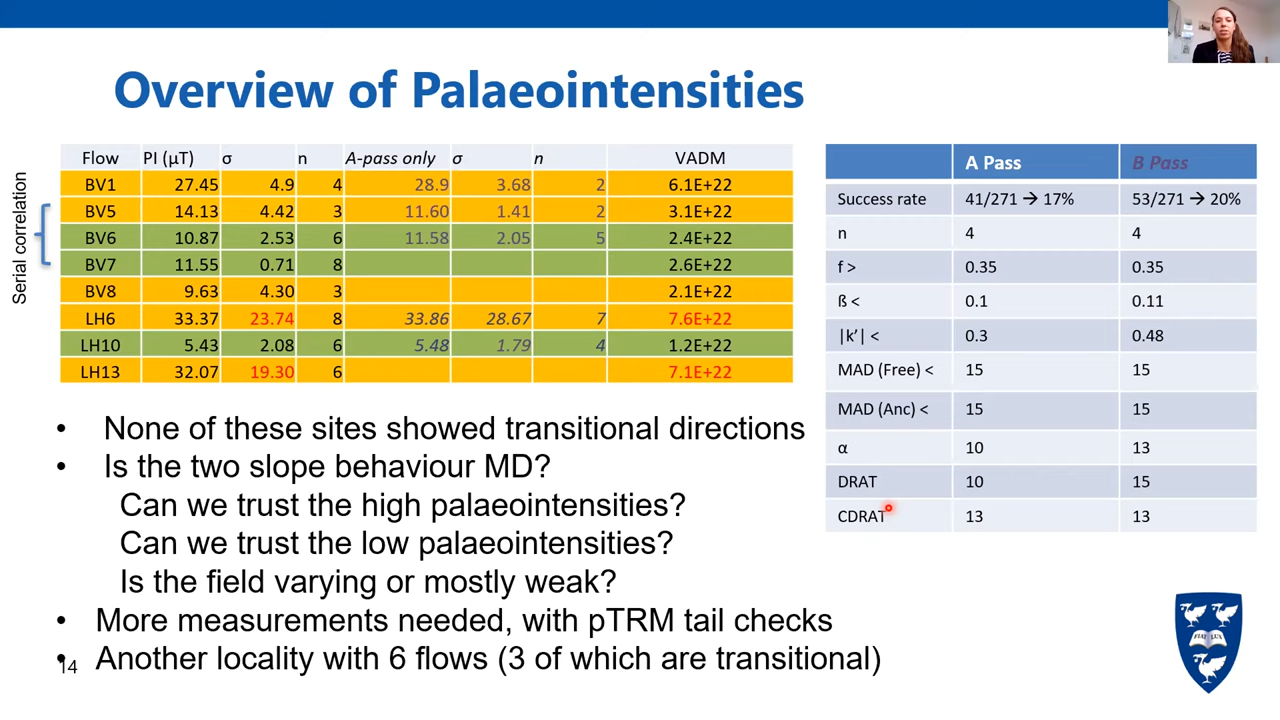 Overview of Palaeointensities
Serial correlation
Flow PI (µT) σ n A-pass only σ n VADM
BV1 27.45 4.9 4 28.9 3.68 2 6.1E+22
BV5 14.13 4.42 3 11.60 1.41 2 3.1E+22
BV6 10.87 2.53 6 11.58 2.05 5 2.4E+22
BV7 11.55 0.71 8 2.6E+22
BV8 9.63 4.30 3 2.1E+22
LH6 33.37 23.74 8 33.86 28.67 7 7.6E+22
LH10 5.43 2.08 6 5.48 1.79 4 1.2E+22
LH13 32.07 19.30 6 7.1E+22
A Pass B Pass
Success rate 41/271 → 17% 53/271 → 20%
n 4 4
f > 0.35 0.35
ß < 0.1 0.11
|k’| < 0.3 0.48
MAD (Free) < 15 15
MAD (Anc) < 15 15
α 10 13
DRAT 10 15
CDRAT 13 13
• None of these sites showed transitional directions
• Is the two slope behaviour MD?
Can we trust the high palaeointensities?
Can we trust the low palaeointensities?
Is the field varying or mostly weak?
• More measurements needed, with pTRM tail checks
• Another locality with 6 flows (3 of which are transitional)
14
FIAT LUX